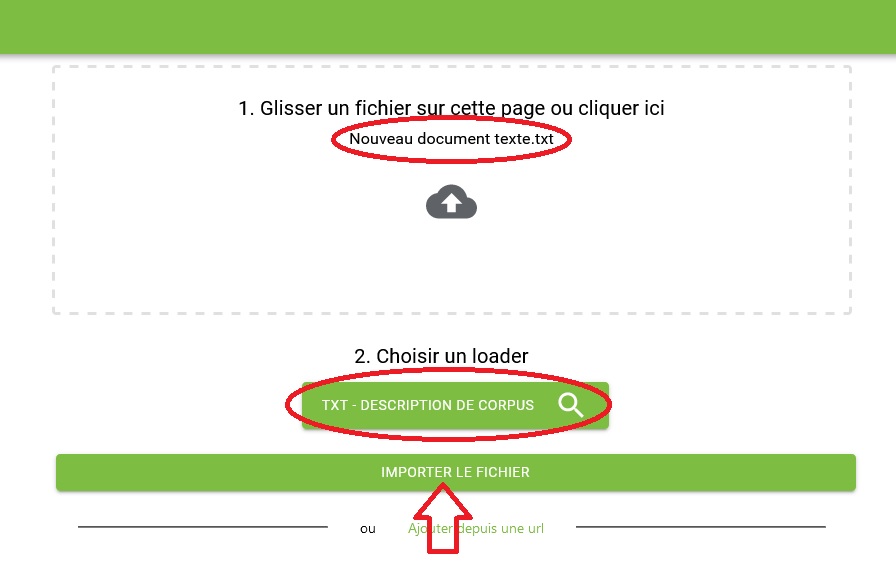 1. Glisser un fichier sur cette page ou cliquer ici
Nouveau document texte.txt
2. Choisir un loader
TXT - DESCRIPTION DE CORPUS
IMPORTER LE FICHIER
ou Ajouter depuis une url